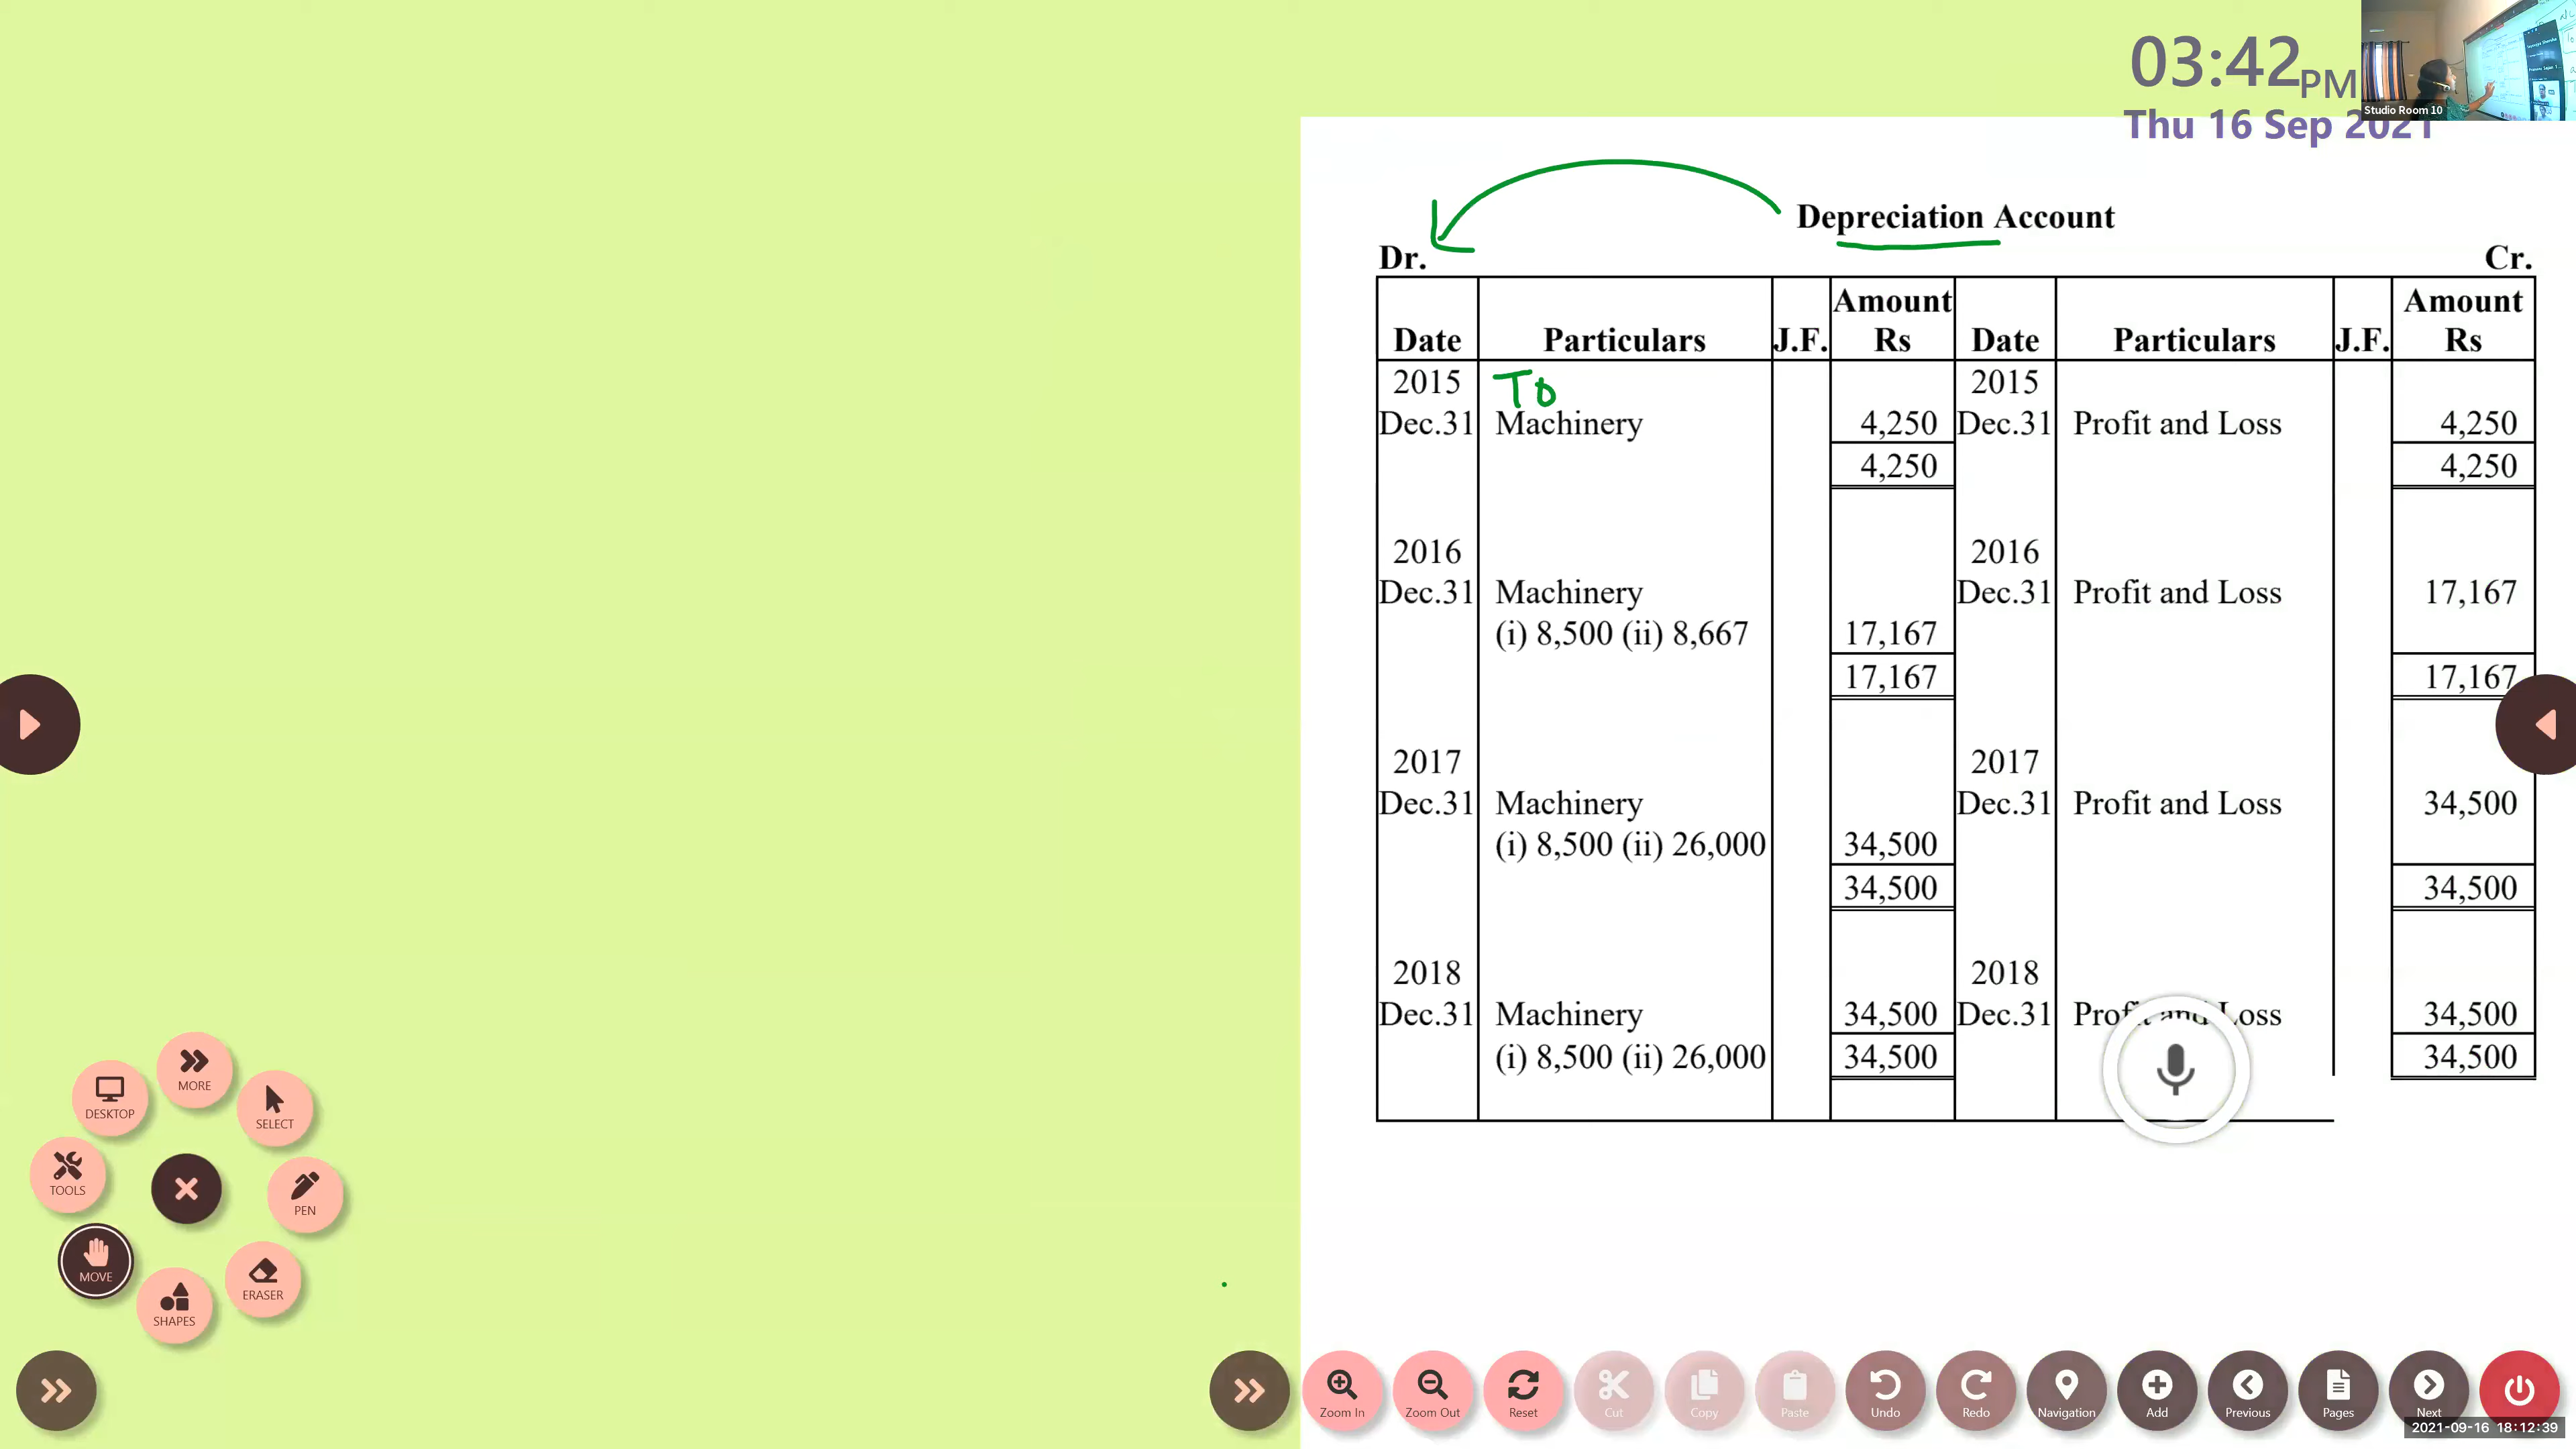 03:42 PM
Thu 16 Sep 2021
Studio Room 10
Depreciation Account
Dr. Cr.
Date Particulars J.F. Amount Rs Date Particulars J.F. Amount Rs
2015 To 2015
Dec.31 Machinery 4,250 Dec.31 Profit and Loss 4,250
4,250 4,250
2016 2016
Dec.31 Machinery Dec.31 Profit and Loss 17,167
(i) 8,500 (ii) 8,667 17,167
17,167 17,167
2017 2017
Dec.31 Machinery Dec.31 Profit and Loss 34,500
(i) 8,500 (ii) 26,000 34,500
34,500 34,500
2018 2018
Dec.31 Machinery 34,500 Dec.31 Profit and Loss 34,500
(i) 8,500 (ii) 26,000 34,500 34,500
MORE
DESKTOP
SELECT
TOOLS
PEN
MOVE
ERASER
SHAPES
Zoom In Zoom Out Reset Cut Copy Paste Undo Redo Navigation Add Previous Pages Next
2021-09-16 18:12:39